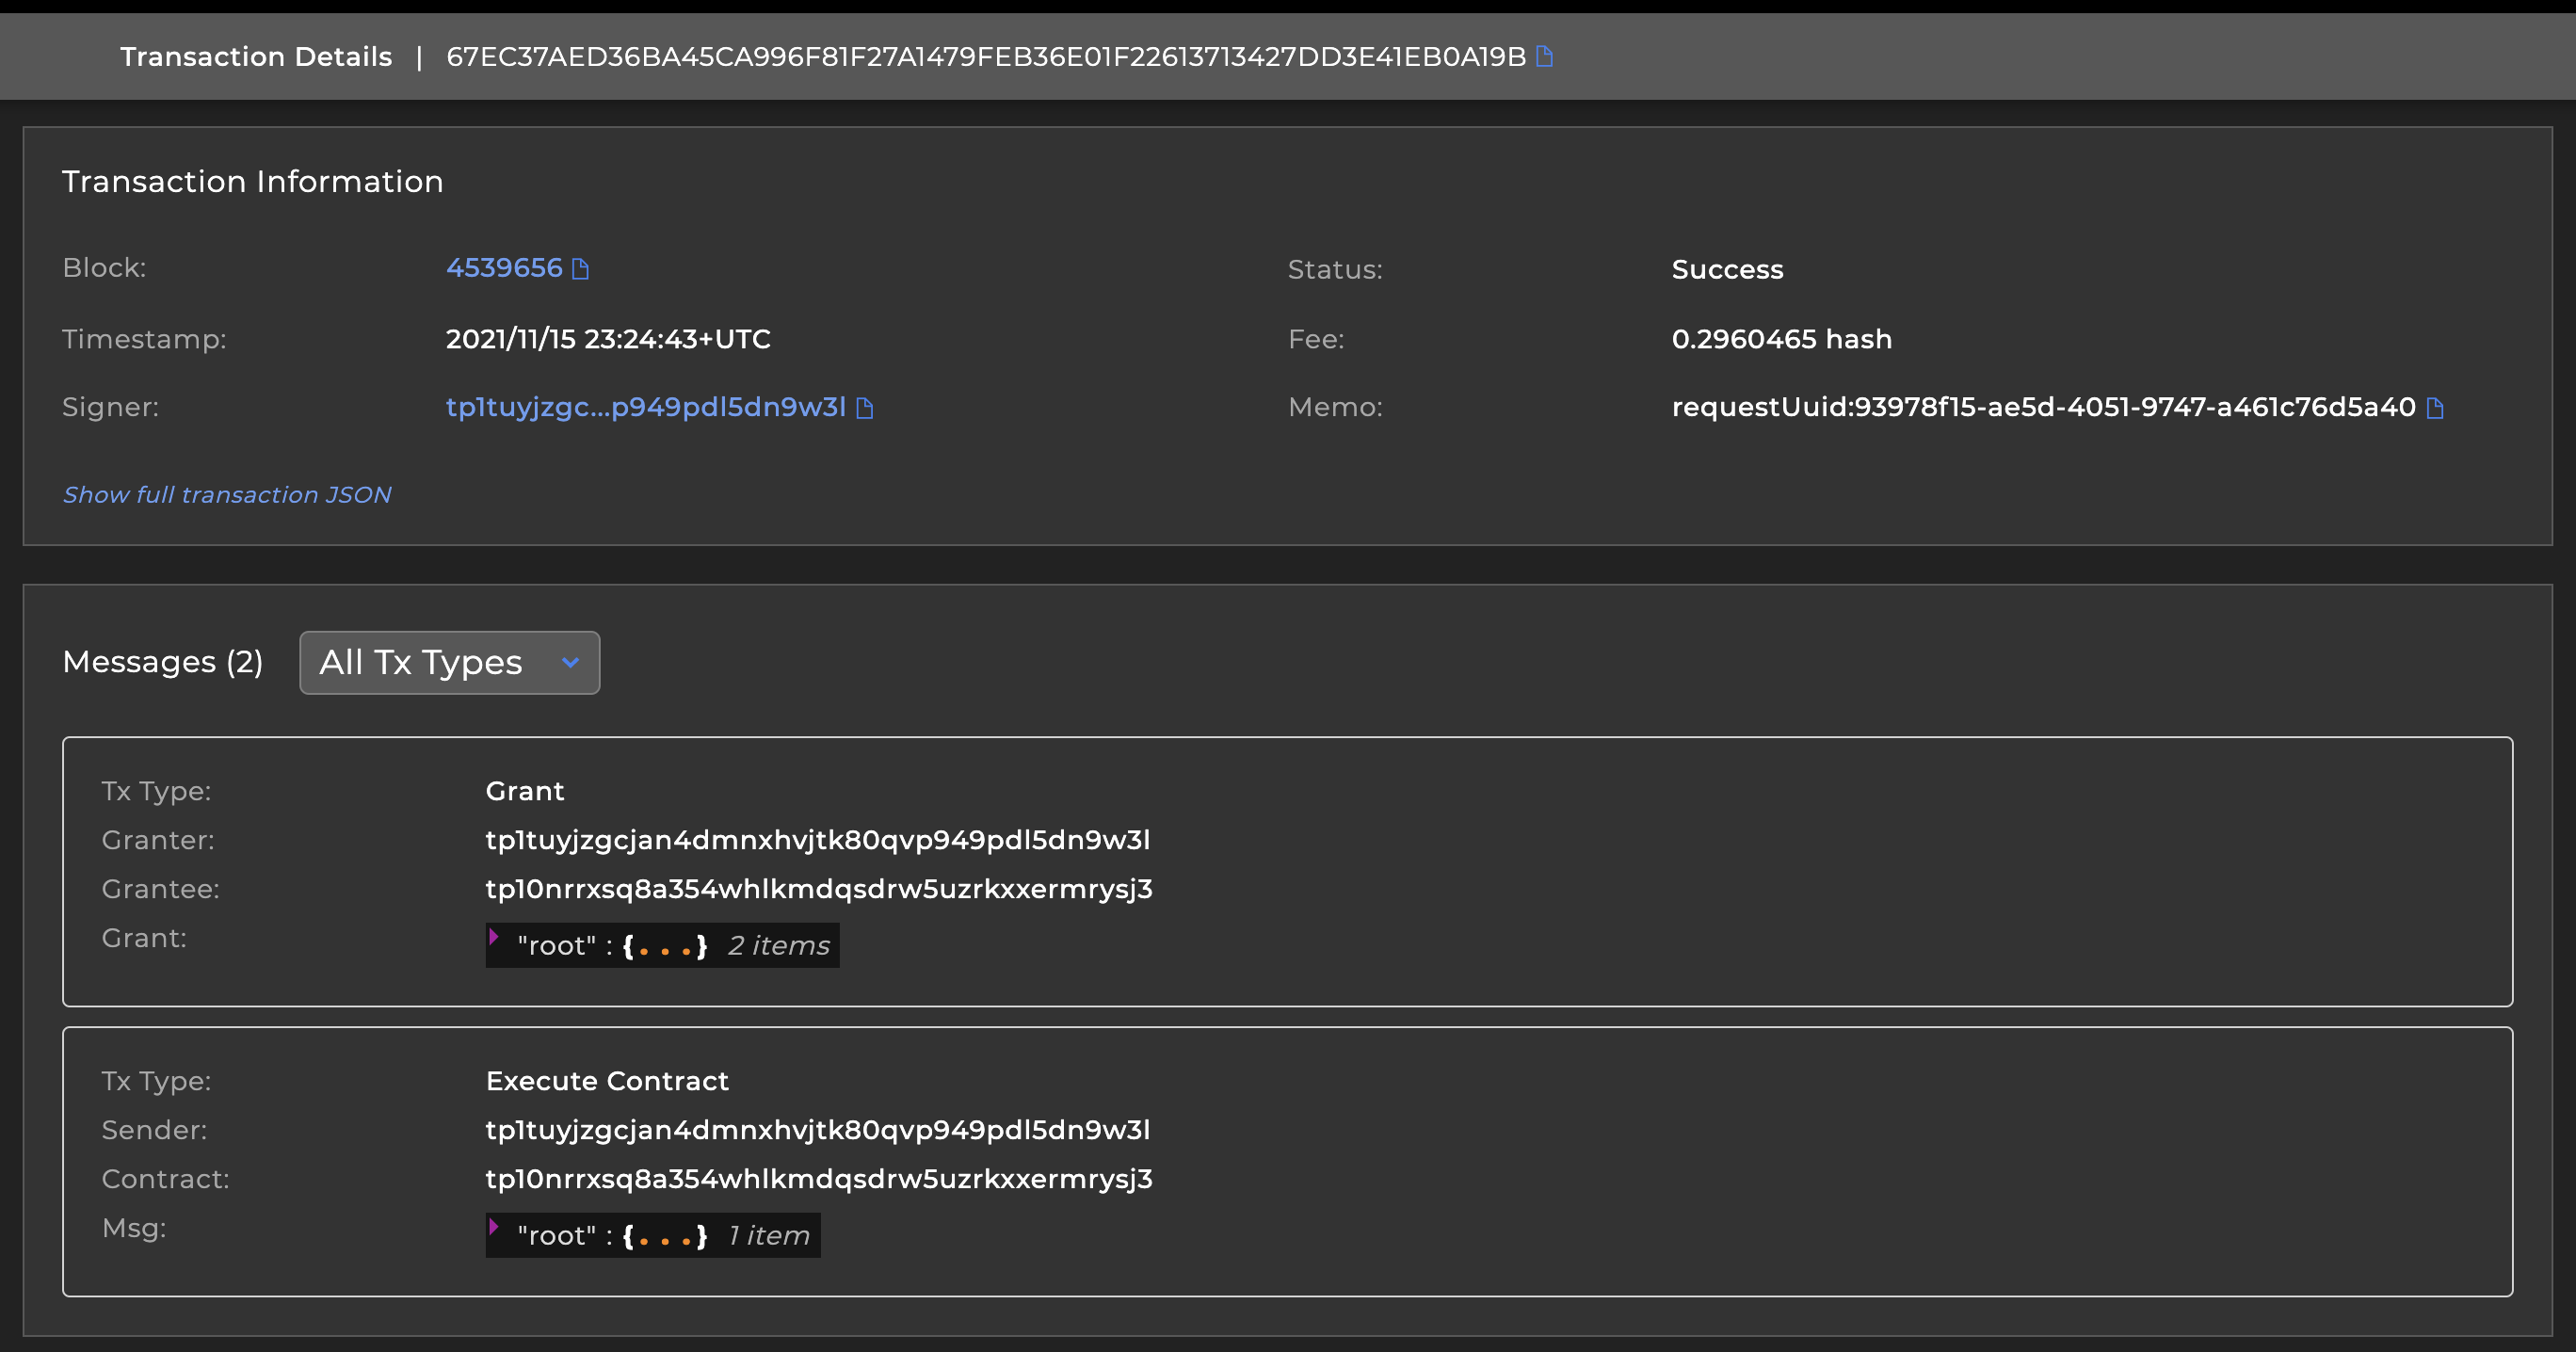 Transaction Details | 67EC37AED36BA45CA996F81F27A1479FEB36E01F22613713427DD3E41EB0A19B
Transaction Information
Block: 4539656 Status: Success
Timestamp: 2021/11/15 23:24:43+UTC Fee: 0.2960465 hash
Signer: tp1tuyjzgc...p949pdl5dn9w3l Memo: requestUuid:93978f15-ae5d-4051-9747-a461c76d5a40
Show full transaction JSON
Messages (2) All Tx Types
Tx Type: Grant
Granter: tp1tuyjzgcjan4dmnxhvjtk80qvp949pdl5dn9w3l
Grantee: tp10nrrxsq8a354whlkmdqsdrw5uzrkxxermrysj3
Grant: "root" : {...} 2 items
Tx Type: Execute Contract
Sender: tp1tuyjzgcjan4dmnxhvjtk80qvp949pdl5dn9w3l
Contract: tp10nrrxsq8a354whlkmdqsdrw5uzrkxxermrysj3
Msg: "root" : {...} 1 item